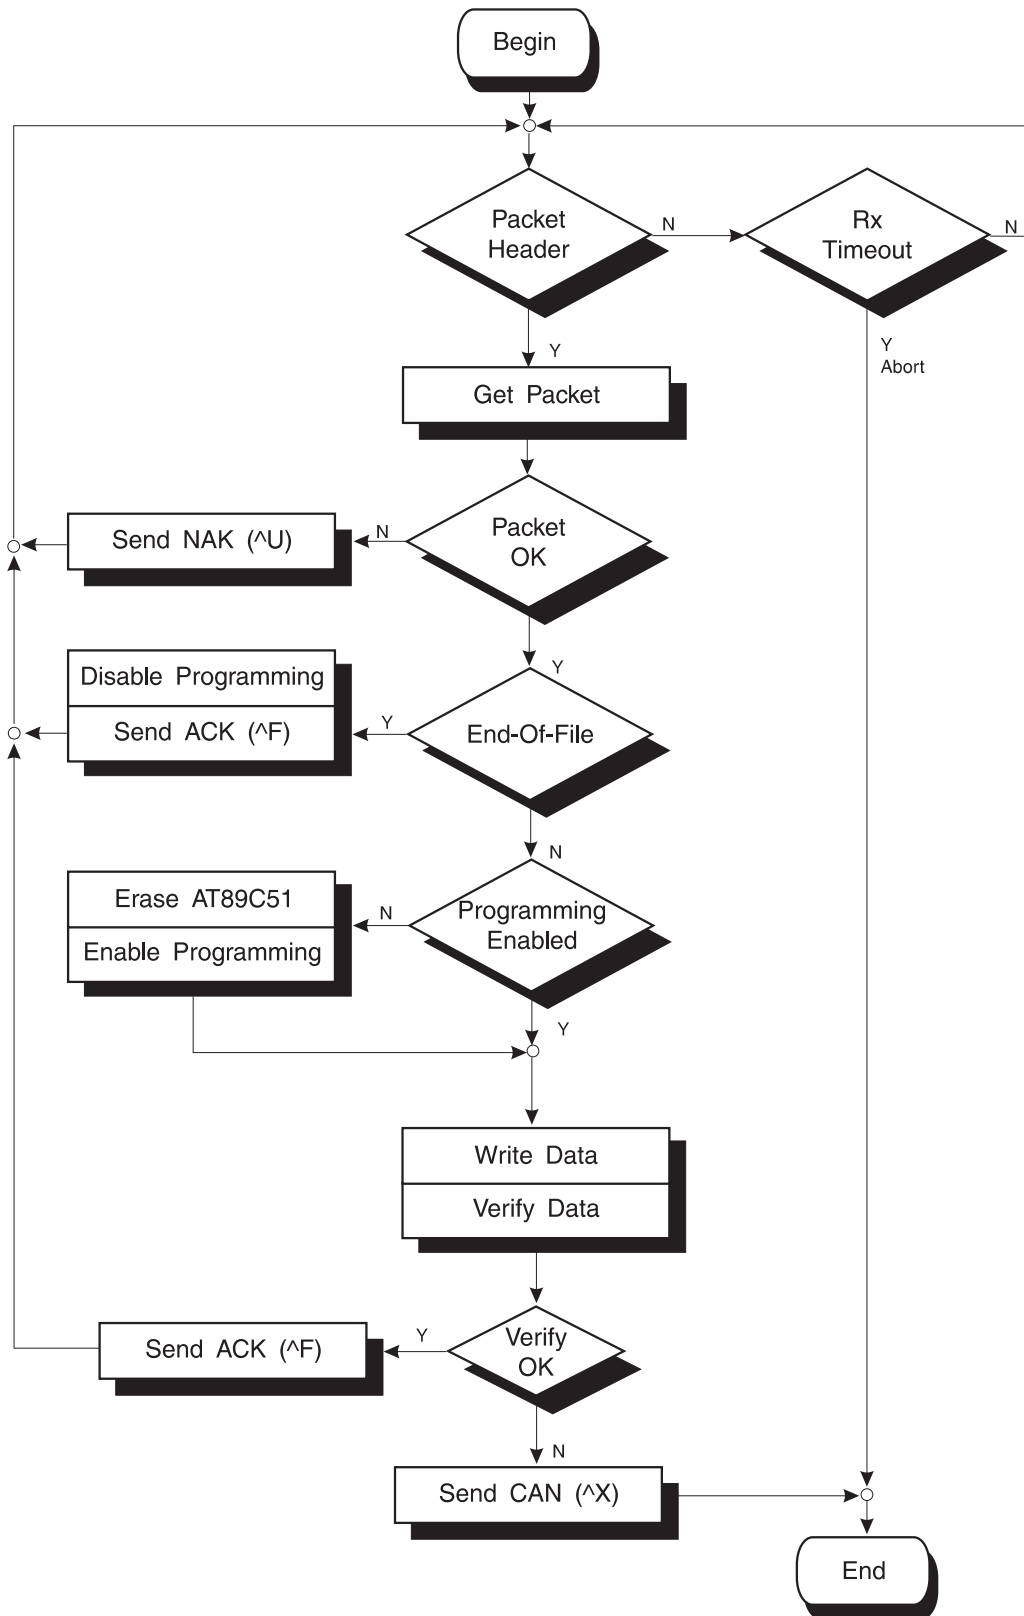 Begin
Packet
Header
N
Rx
Timeout
N
Y
Y
Abort
Get Packet
Packet
OK
N
Send NAK (^U)
Y
Disable Programming
Send ACK (^F)
Y
End-Of-File
N
Erase AT89C51
Enable Programming
N
Programming
Enabled
Y
Write Data
Verify Data
Send ACK (^F)
Y
Verify
OK
N
Send CAN (^X)
End